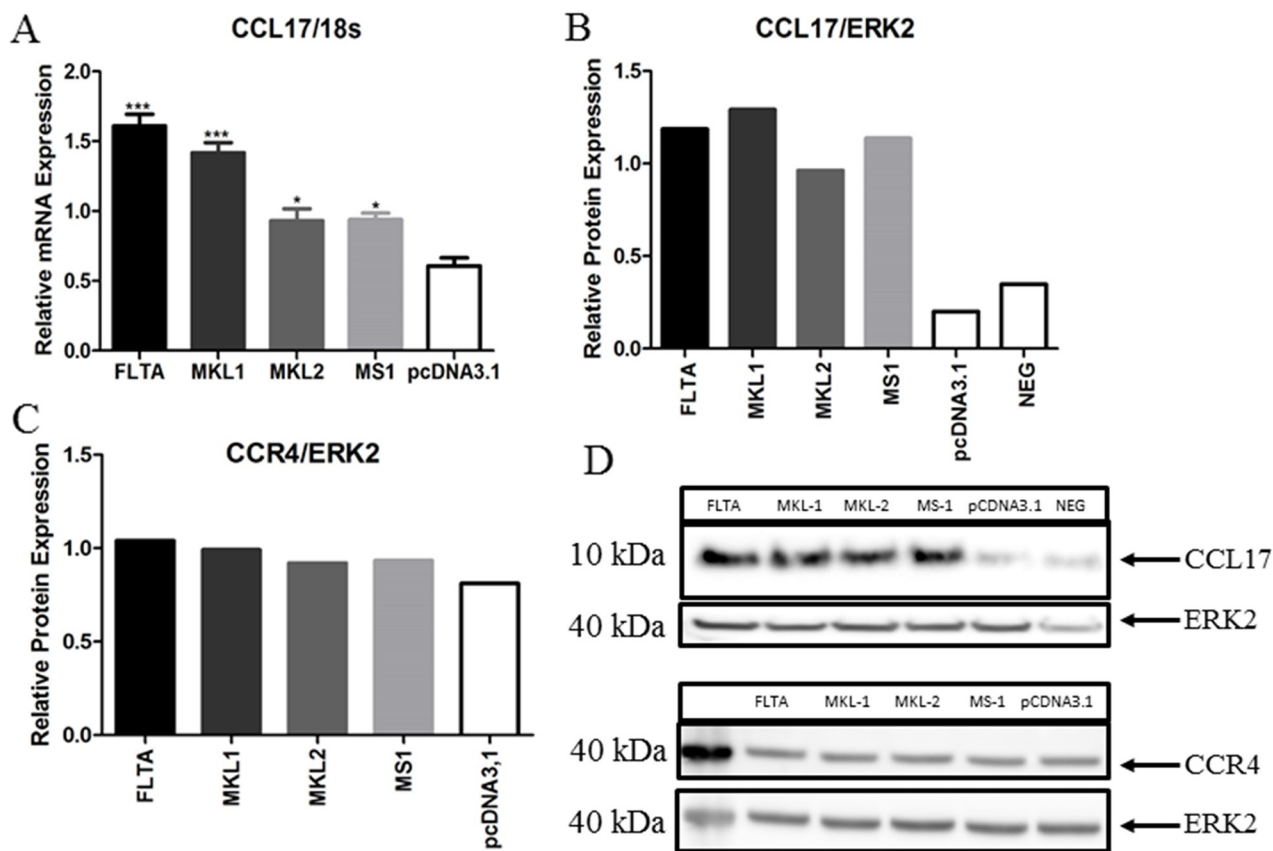 A
CCL17/18s
Relative mRNA Expression
2.0
1.5
1.0
0.5
0.0
***
***
*
*
FLTA MKL1 MKL2 MS1 pcDNA3.1
B
CCL17/ERK2
Relative Protein Expression
1.5
1.0
0.5
0.0
FLTA
MKL1
MKL2
MS1
pcDNA3.1
NEG
C
CCR4/ERK2
Relative Protein Expression
1.5
1.0
0.5
0.0
FLTA
MKL1
MKL2
MS1
pcDNA3,1
D
FLTA MKL-1 MKL-2 MS-1 pCDNA3.1 NEG
10 kDa CCL17
40 kDa ERK2
FLTA MKL-1 MKL-2 MS-1 pCDNA3.1
40 kDa CCR4
40 kDa ERK2